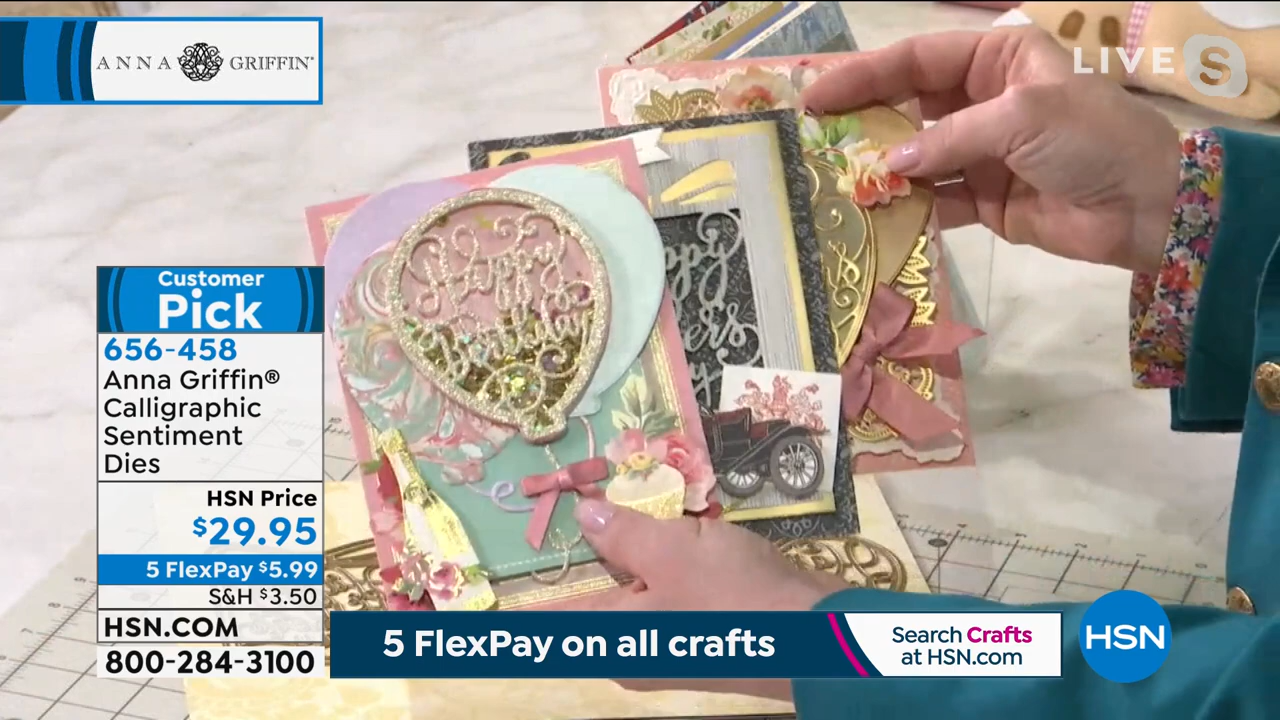 ANNA GRIFFIN®
LIVE S
Customer
Pick
656-458
Anna Griffin®
Calligraphic
Sentiment
Dies
HSN Price
$29.95
5 FlexPay $5.99
S&H $3.50
HSN.COM
800-284-3100
Happy
Birthday
5 FlexPay on all crafts
Search Crafts
at HSN.com
HSN